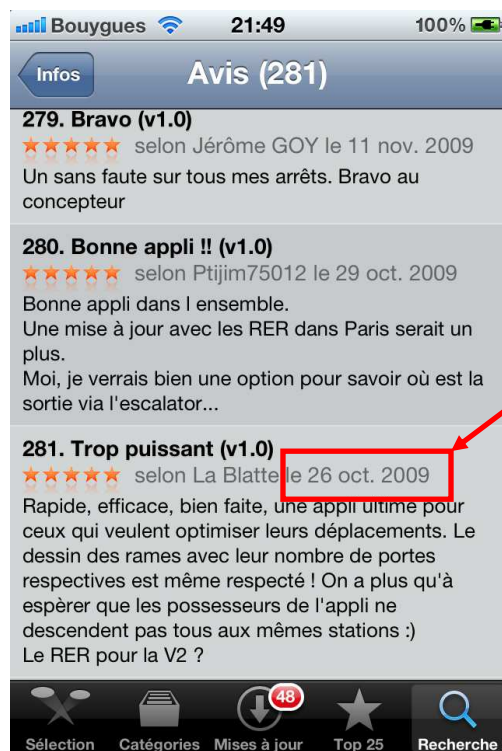 Bouygues 21:49 100%
Infos Avis (281)
279. Bravo (v1.0)
selon Jérôme GOY le 11 nov. 2009
Un sans faute sur tous mes arrêts. Bravo au
concepteur
280. Bonne appli !! (v1.0)
selon Ptijim75012 le 29 oct. 2009
Bonne appli dans l ensemble.
Une mise à jour avec les RER dans Paris serait un
plus.
Moi, je verrais bien une option pour savoir où est la
sortie via l'escalator...
281. Trop puissant (v1.0)
selon La Blatte le 26 oct. 2009
Rapide, efficace, bien faite, une appli ultime pour
ceux qui veulent optimiser leurs déplacements. Le
dessin des rames avec leur nombre de portes
respectives est même respecté ! On a plus qu'à
espèrer que les possesseurs de l'appli ne
descendent pas tous aux mêmes stations :)
Le RER pour la V2 ?
48
Sélection Catégories Mises à jour Top 25 Recherche